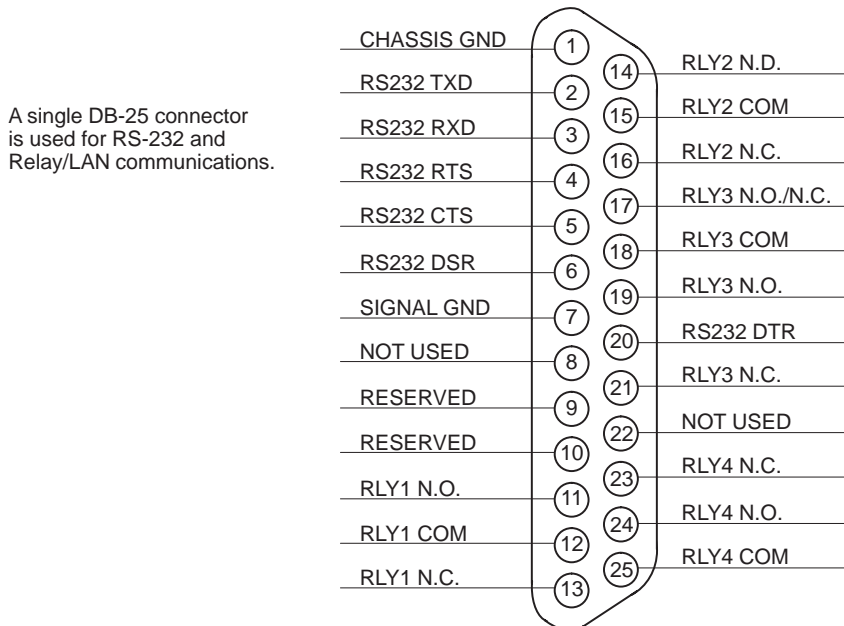 A single DB-25 connector
is used for RS-232 and
Relay/LAN communications.
CHASSIS GND 1
RS232 TXD 2
RS232 RXD 3
RS232 RTS 4
RS232 CTS 5
RS232 DSR 6
SIGNAL GND 7
NOT USED 8
RESERVED 9
RESERVED 10
RLY1 N.O. 11
RLY1 COM 12
RLY1 N.C. 13
14 RLY2 N.D.
15 RLY2 COM
16 RLY2 N.C.
17 RLY3 N.O./N.C.
18 RLY3 COM
19 RLY3 N.O.
20 RS232 DTR
21 RLY3 N.C.
22 NOT USED
23 RLY4 N.C.
24 RLY4 N.O.
25 RLY4 COM